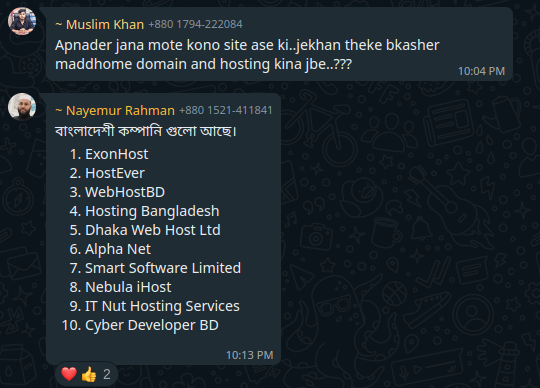 ~ Muslim Khan +880 1794-222084
Apnader jana mote kono site ase ki..jekhan theke bkasher
maddhome domain and hosting kina jbe..???
10:04 PM
~ Nayemur Rahman +880 1521-411841
বাংলাদেশী কম্পানি গুলো আছে।
1. ExonHost
2. HostEver
3. WebHostBD
4. Hosting Bangladesh
5. Dhaka Web Host Ltd
6. Alpha Net
7. Smart Software Limited
8. Nebula iHost
9. IT Nut Hosting Services
10. Cyber Developer BD
10:13 PM
❤️👍 2